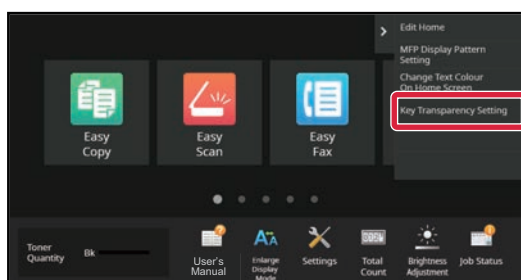 Edit Home
MFP Display Pattern
Setting
Change Text Colour
On Home Screen
Key Transparency Setting
Easy
Copy
Easy
Scan
Easy
Fax
Toner
Quantity
Bk
User's
Manual
Enlarge
Display
Mode
Settings
Total
Count
Brightness
Adjustment
Job Status